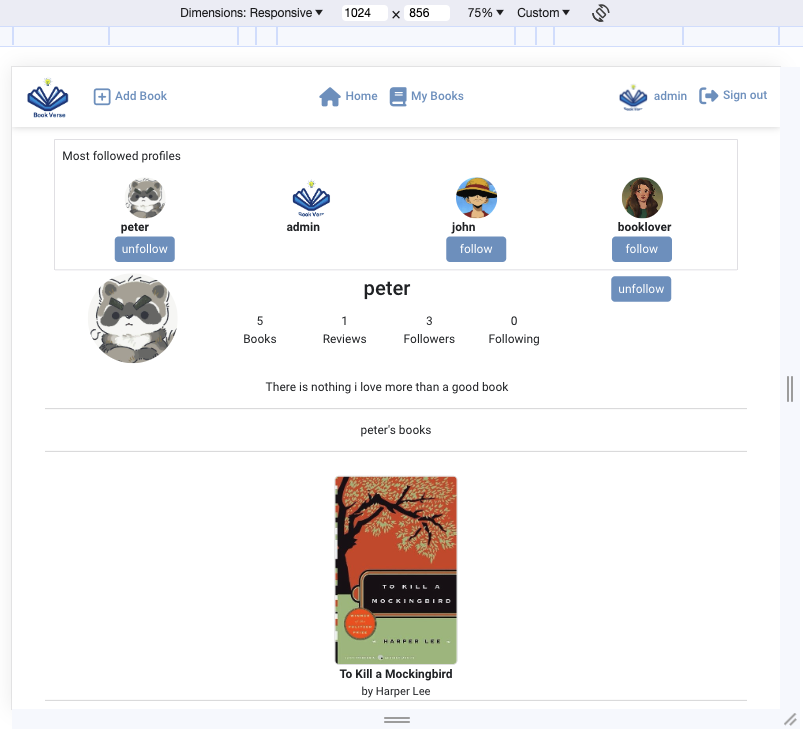 Dimensions: Responsive ▼ 1024 × 856 75% ▼ Custom ▼
Book Verse
Add Book
Home
My Books
admin
Sign out
Most followed profiles
peter
unfollow
Book Vers
admin
john
follow
booklover
follow
peter
unfollow
5
Books
1
Reviews
3
Followers
0
Following
There is nothing i love more than a good book
peter's books
TO KILL A
MOCKINGBIRD
WINNER
OF THE
PULITZER
PRIZE
HARPER LEE
To Kill a Mockingbird
by Harper Lee